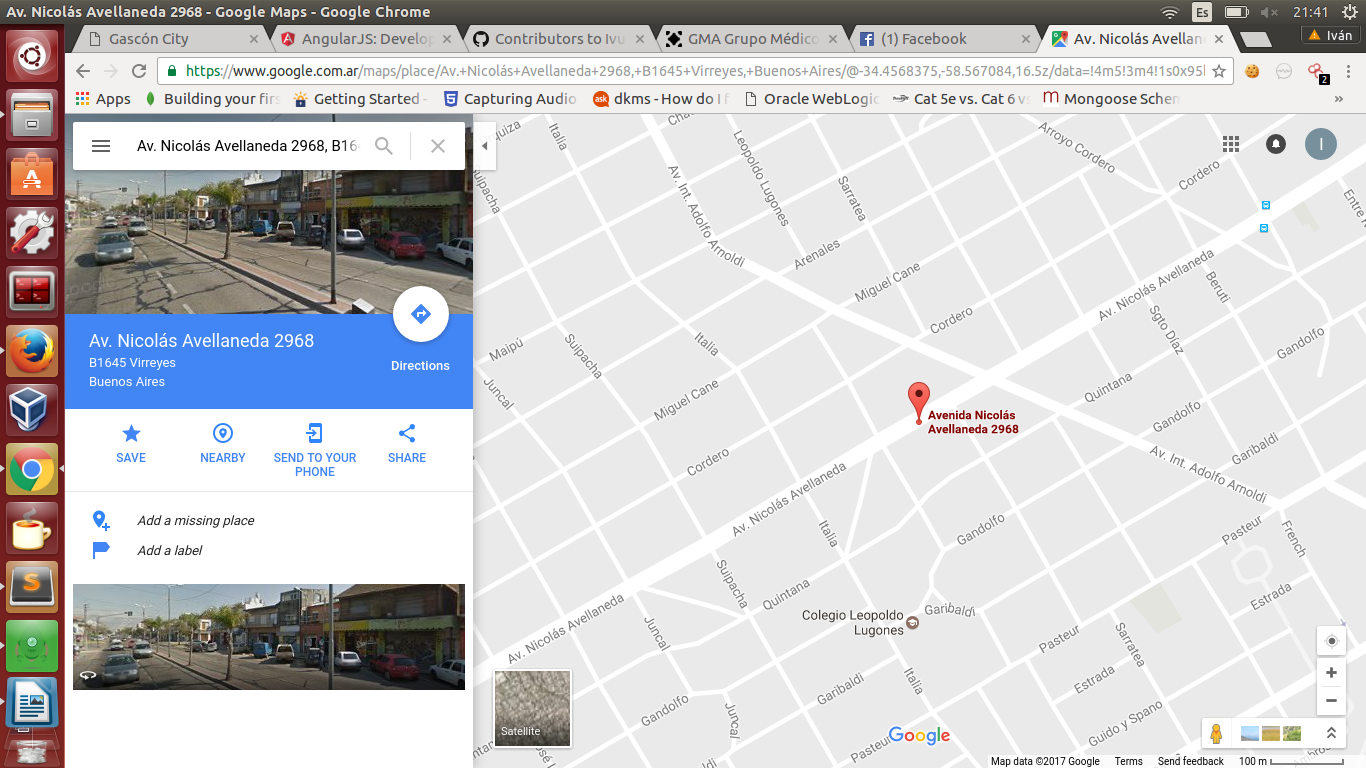 Av. Nicolás Avellaneda 2968 - Google Maps - Google Chrome
Es
21:41
Gascón City
AngularJS: Develop
Contributors to Ivu
GMA Grupo Médico
(1) Facebook
Av. Nicolás Avellan
Iván
https://www.google.com.ar/maps/place/Av.+Nicolás+Avellaneda+2968,+B1645+Virreyes,+Buenos+Aires/@-34.4568375,-58.567084,16.5z/data=!4m5!3m4!1s0x95
2
Apps
Building your firs
Getting Started -
Capturing Audio
dkms - How do I f
Oracle WebLogic
Cat 5e vs. Cat 6 vs
Mongoose Schem
»
Av. Nicolás Avellaneda 2968, B164
I
Av. Nicolás Avellaneda 2968
B1645 Virreyes
Buenos Aires
Directions
SAVE
NEARBY
SEND TO YOUR
PHONE
SHARE
Add a missing place
Add a label
Italia
Suipacha
Av. Int. Adolfo Arnoldi
Leopoldo Lugones
Sarratea
Arroyo Cordero
Cordero
Entre R
Arenales
Miguel Cane
Cordero
Av. Nicolás Avellaneda
Beruti
Sgto Díaz
Gandolfo
Maipú
Suipacha
Italia
Juncal
Miguel Cane
Quintana
Gandolfo
Garibaldi
Avenida Nicolás
Avellaneda 2968
Cordero
Av. Nicolás Avellaneda
Av. Int. Adolfo Arnoldi
Italia
Gandolfo
Pasteur
French
Suipacha
Quintana
Av. Nicolás Avellaneda
Colegio Leopoldo
Lugones
Garibaldi
Estrada
Juncal
Pasteur
Sarratea
Italia
Estrada
Garibaldi
Gandolfo
Juncal
Guido y Spano
Pasteur
Satellite
Google
Map data ©2017 Google
Terms
Send feedback
100 m